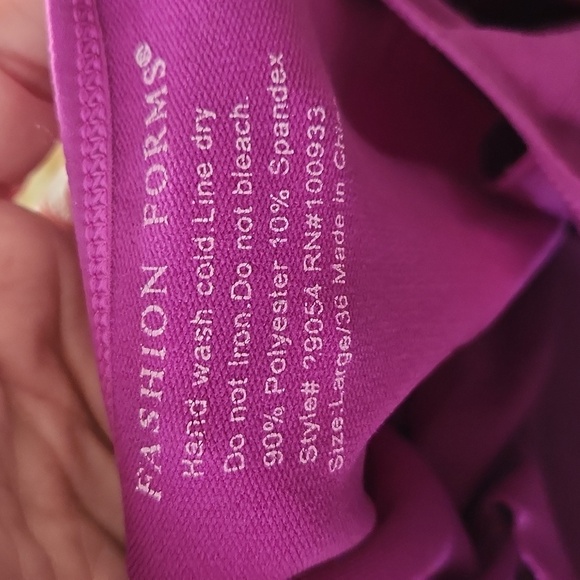 FASHION FORMS®
Hand wash cold.Line dry
Do not Iron.Do not bleach.
90% Polyester 10% Spandex
Style# 29054 RN#100933
Size:Large/36 Made in